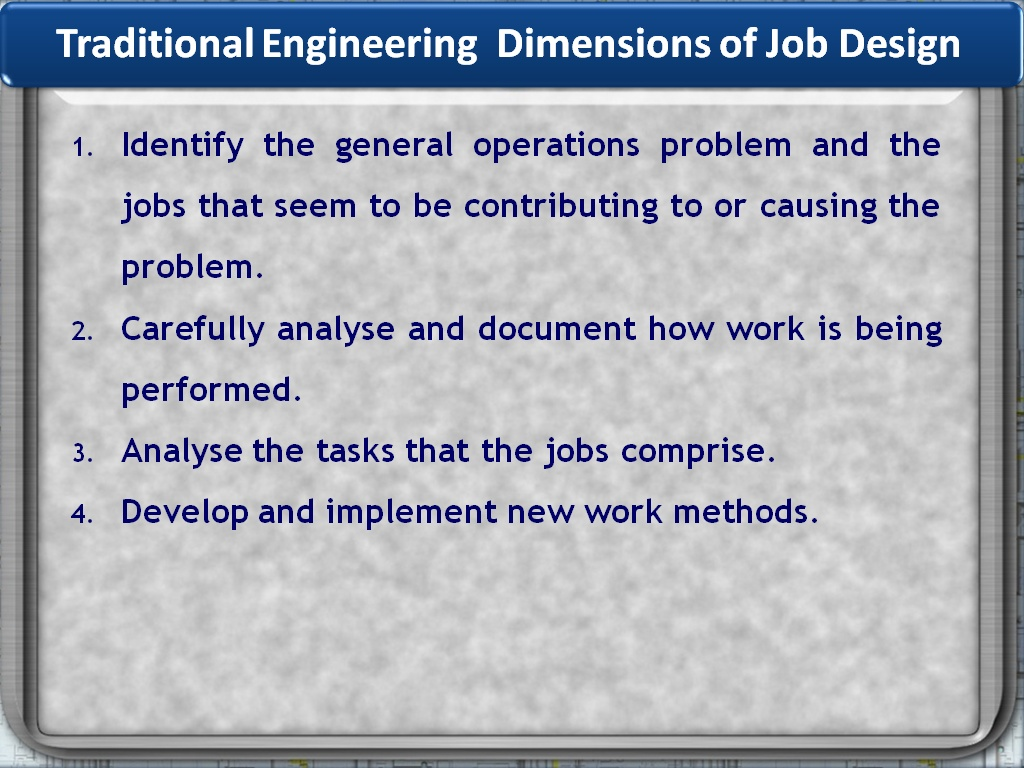 Traditional Engineering Dimensions of Job Design
1. Identify the general operations problem and the
jobs that seem to be contributing to or causing the
problem.
2. Carefully analyse and document how work is being
performed.
3. Analyse the tasks that the jobs comprise.
4. Develop and implement new work methods.